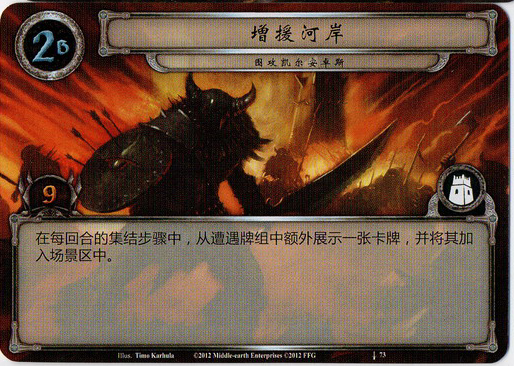 2B
增援河岸
围攻凯尔安卓斯
9
在每回合的集结步骤中，从遭遇牌组中额外展示一张卡牌，并将其加
入场景区中。
Illus. Timo Karhula ©2012 Middle-earth Enterprises ©2012 FFG 73